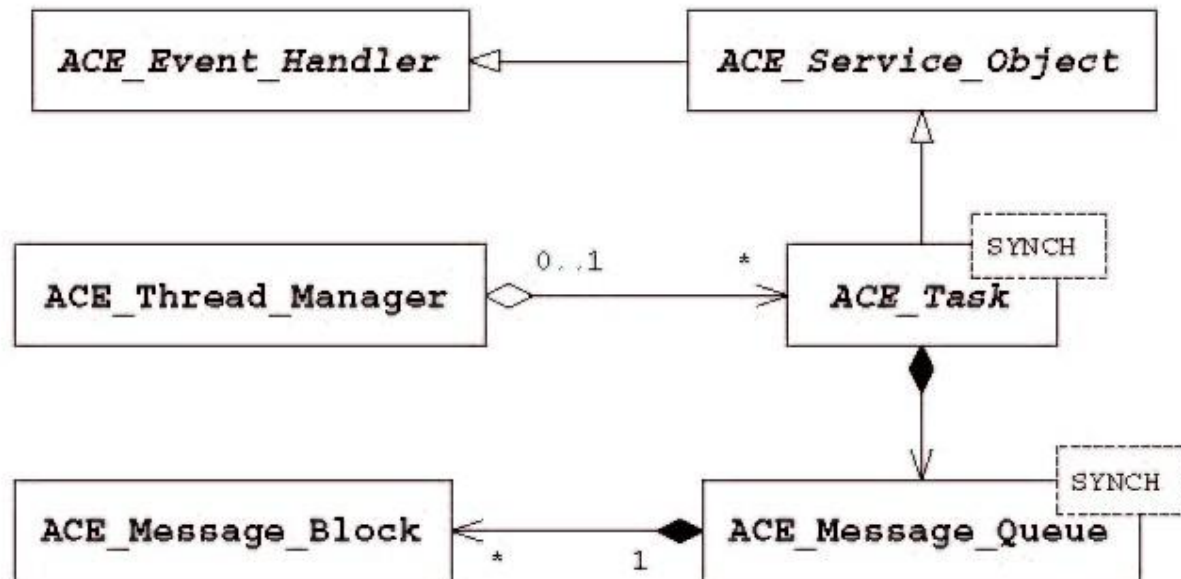 ACE_Event_Handler
ACE_Service_Object
SYNCH
0..1
*
ACE_Thread_Manager
ACE_Task
SYNCH
ACE_Message_Block
ACE_Message_Queue
*
1